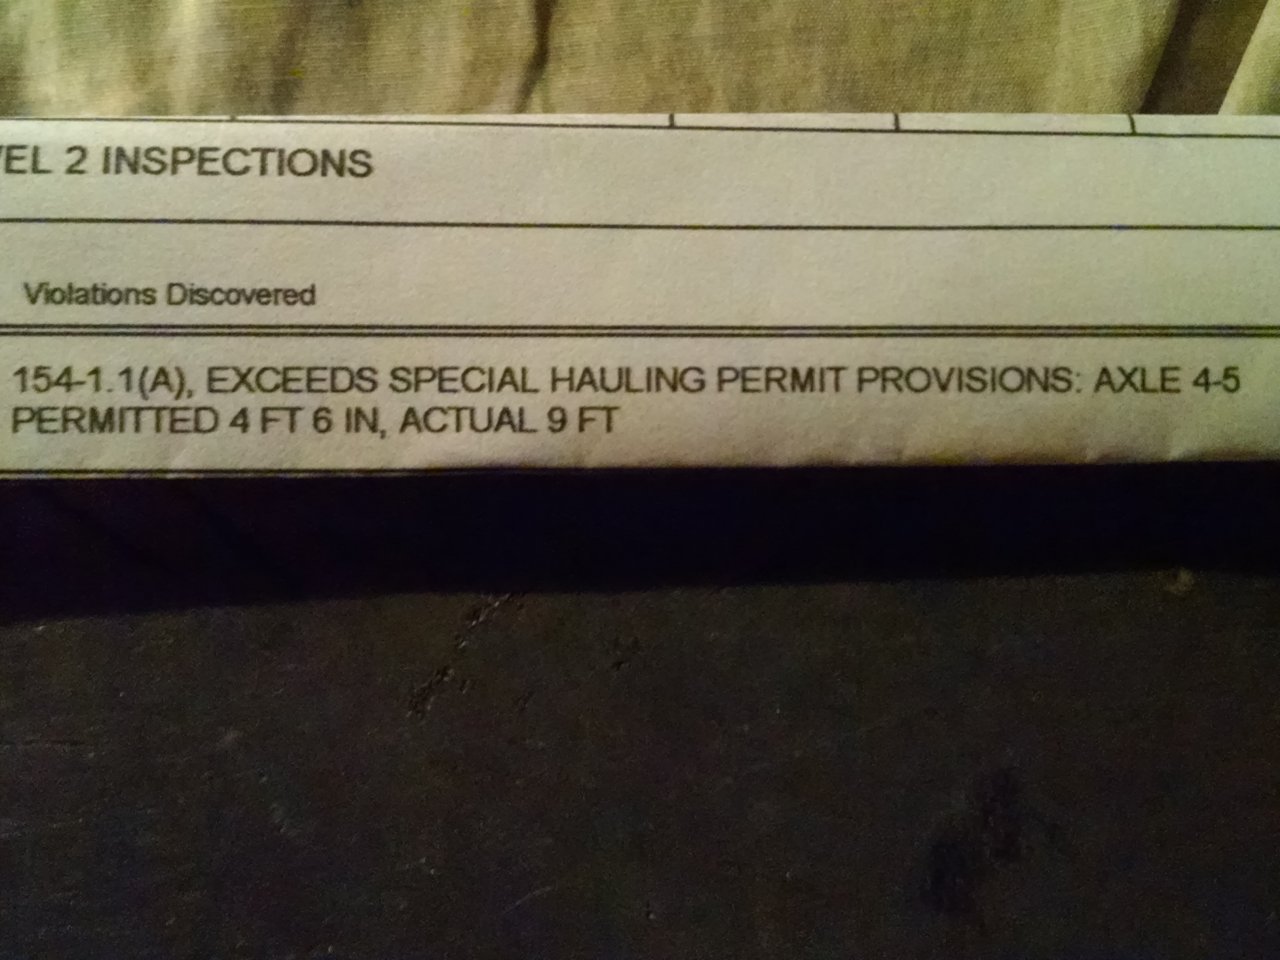 EL 2 INSPECTIONS
Violations Discovered
154-1.1(A), EXCEEDS SPECIAL HAULING PERMIT PROVISIONS: AXLE 4-5
PERMITTED 4 FT 6 IN, ACTUAL 9 FT